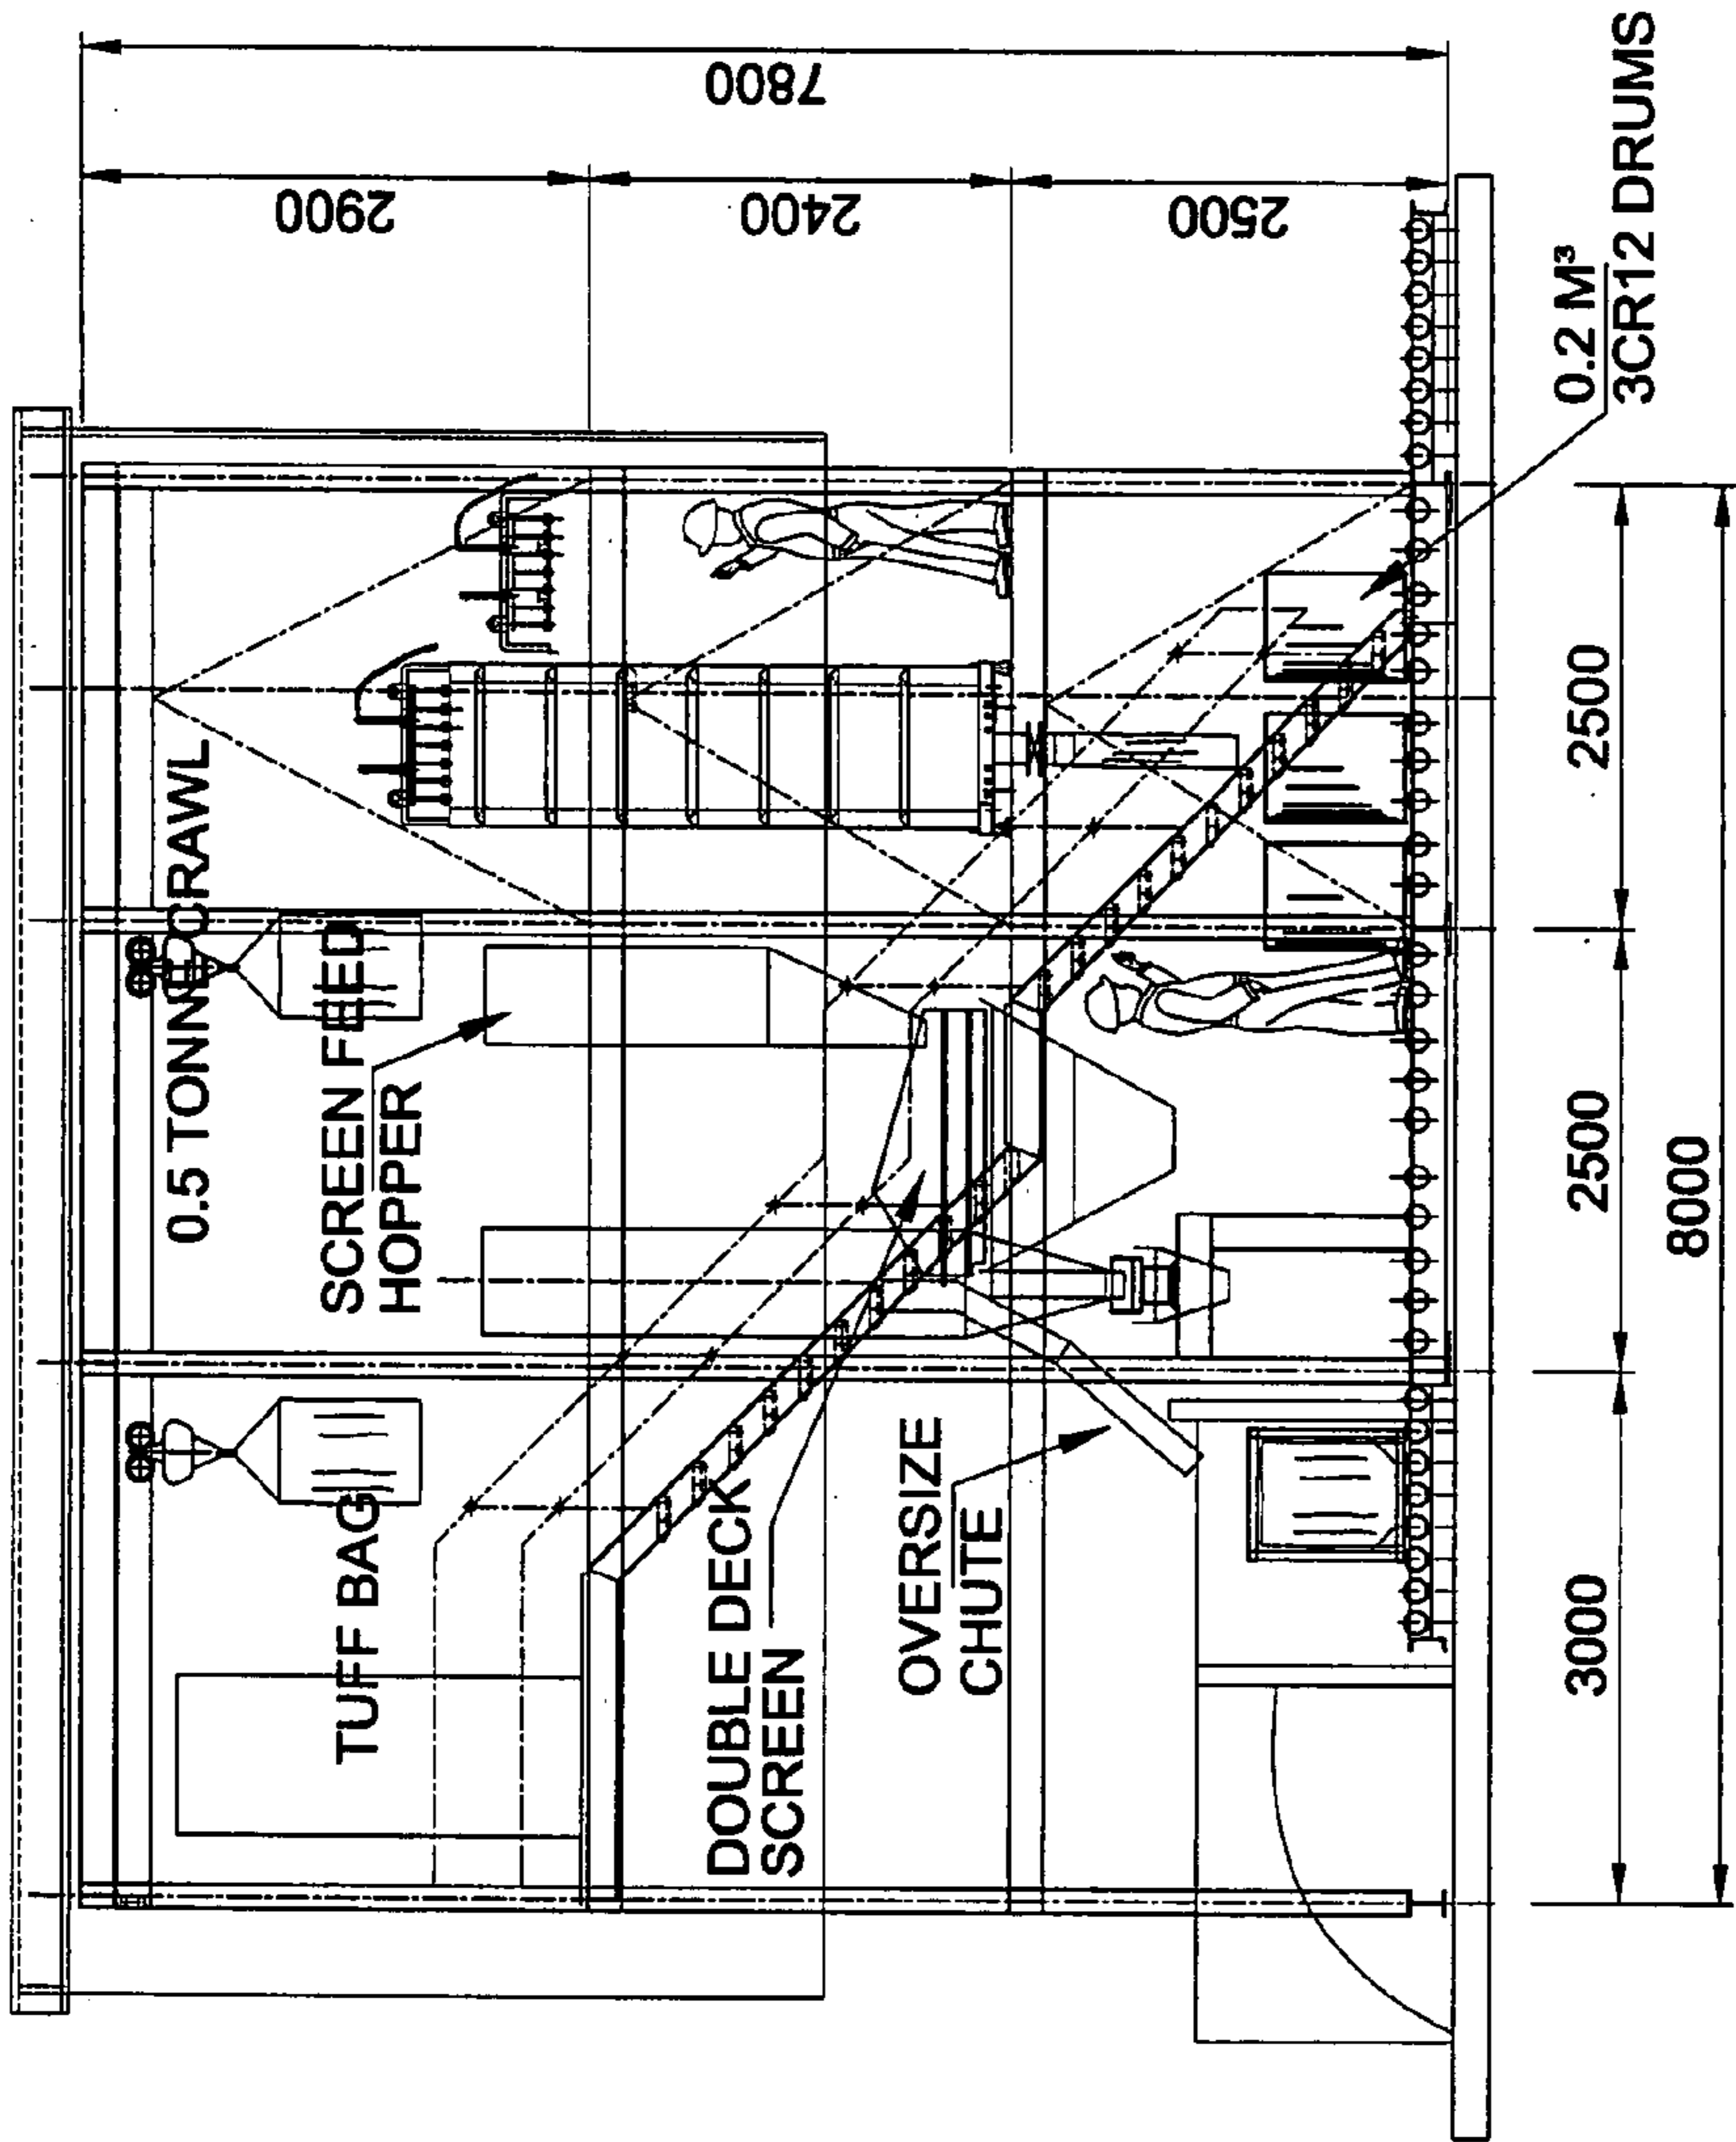 0.5 TONNE CRAWL
SCREEN FEED
HOPPER
TUFF BAG
DOUBLE DECK
SCREEN
OVERSIZE
CHUTE
7800
2900
2400
2500
0.2 M³
3CR12 DRUMS
3000
2500
2500
8000